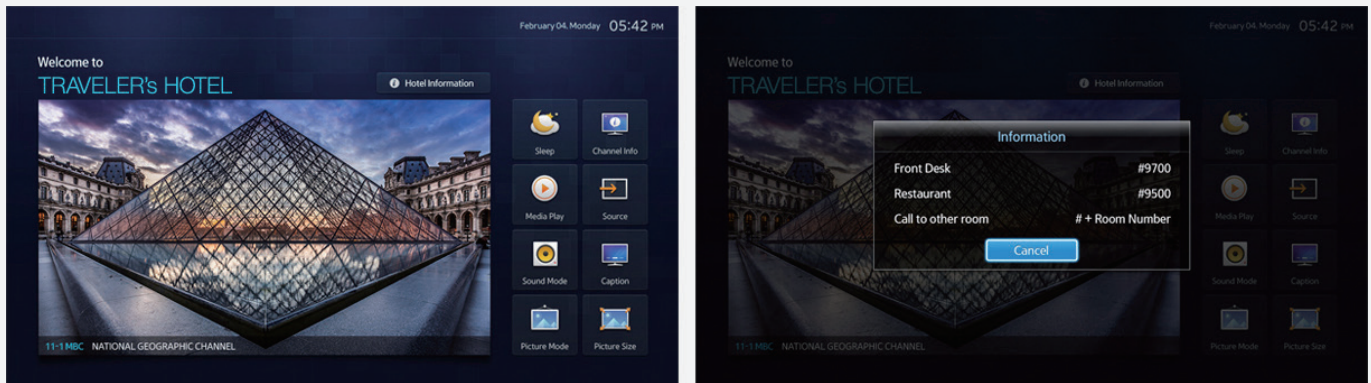 February 04. Monday 05:42 PM
Welcome to
TRAVELER's HOTEL
Hotel Information
Sleep
Channel Info
Media Play
Source
Sound Mode
Caption
Picture Mode
Picture Size
11-1 MBC NATIONAL GEOGRAPHIC CHANNEL
February 04. Monday 05:42 PM
Welcome to
TRAVELER's HOTEL
Hotel Information
Information
Front Desk #9700
Restaurant #9500
Call to other room # + Room Number
Cancel
Sleep
Channel Info
Media Play
Source
Sound Mode
Caption
Picture Mode
Picture Size
11-1 MBC NATIONAL GEOGRAPHIC CHANNEL